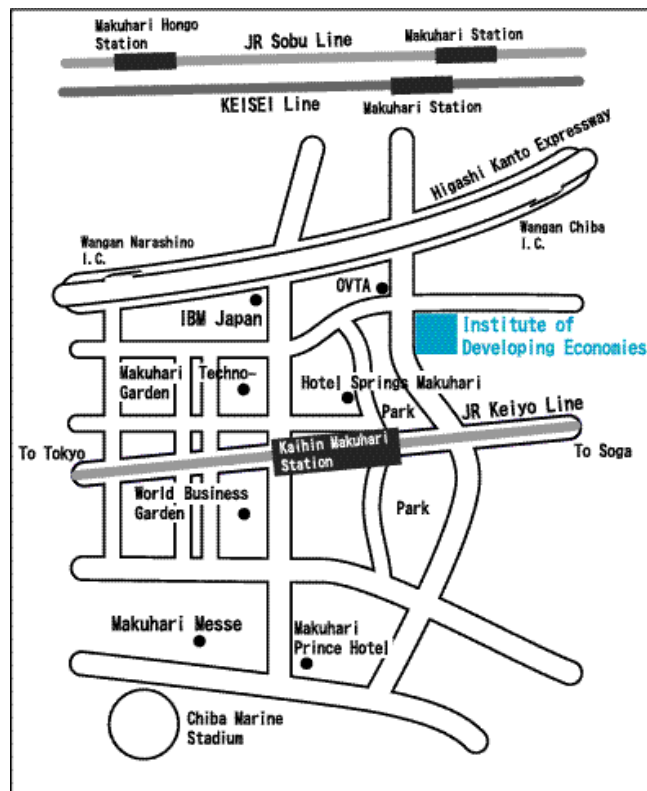 Makuhari Hongo
Station
JR Sobu Line
Makuhari Station
KEISEI Line
Makuhari Station
Higashi Kanto Expressway
Wangan Narashino
I.C.
Wangan Chiba
I.C.
OVTA
IBM Japan
Institute of
Developing Economies
Makuhari Techno-
Garden
Hotel Springs Makuhari
Park
JR Keiyo Line
To Tokyo
Kaihin Makuhari
Station
To Soga
World Business
Garden
Park
Makuhari Messe
Makuhari
Prince Hotel
Chiba Marine
Stadium